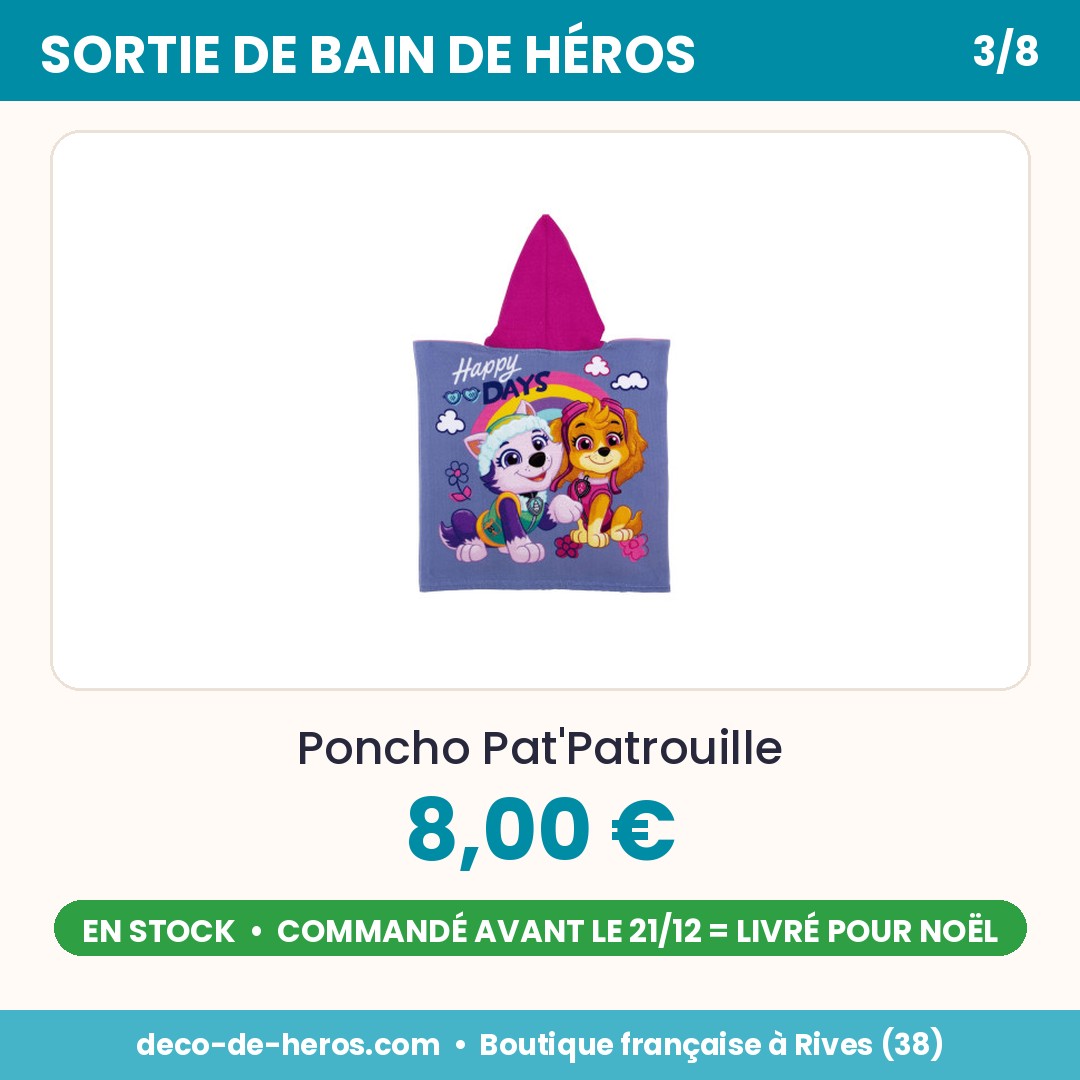 SORTIE DE BAIN DE HÉROS
3/8
Happy
DAYS
Poncho Pat'Patrouille
8,00 €
EN STOCK • COMMANDÉ AVANT LE 21/12 = LIVRÉ POUR NOËL
deco-de-heros.com • Boutique française à Rives (38)